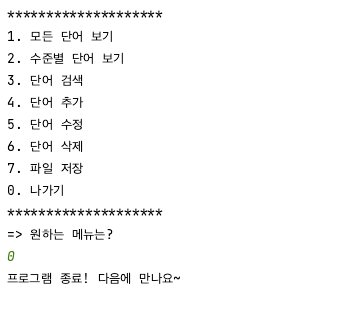 ********************
1. 모든 단어 보기
2. 수준별 단어 보기
3. 단어 검색
4. 단어 추가
5. 단어 수정
6. 단어 삭제
7. 파일 저장
0. 나가기
********************
=> 원하는 메뉴는?
0
프로그램 종료! 다음에 만나요~